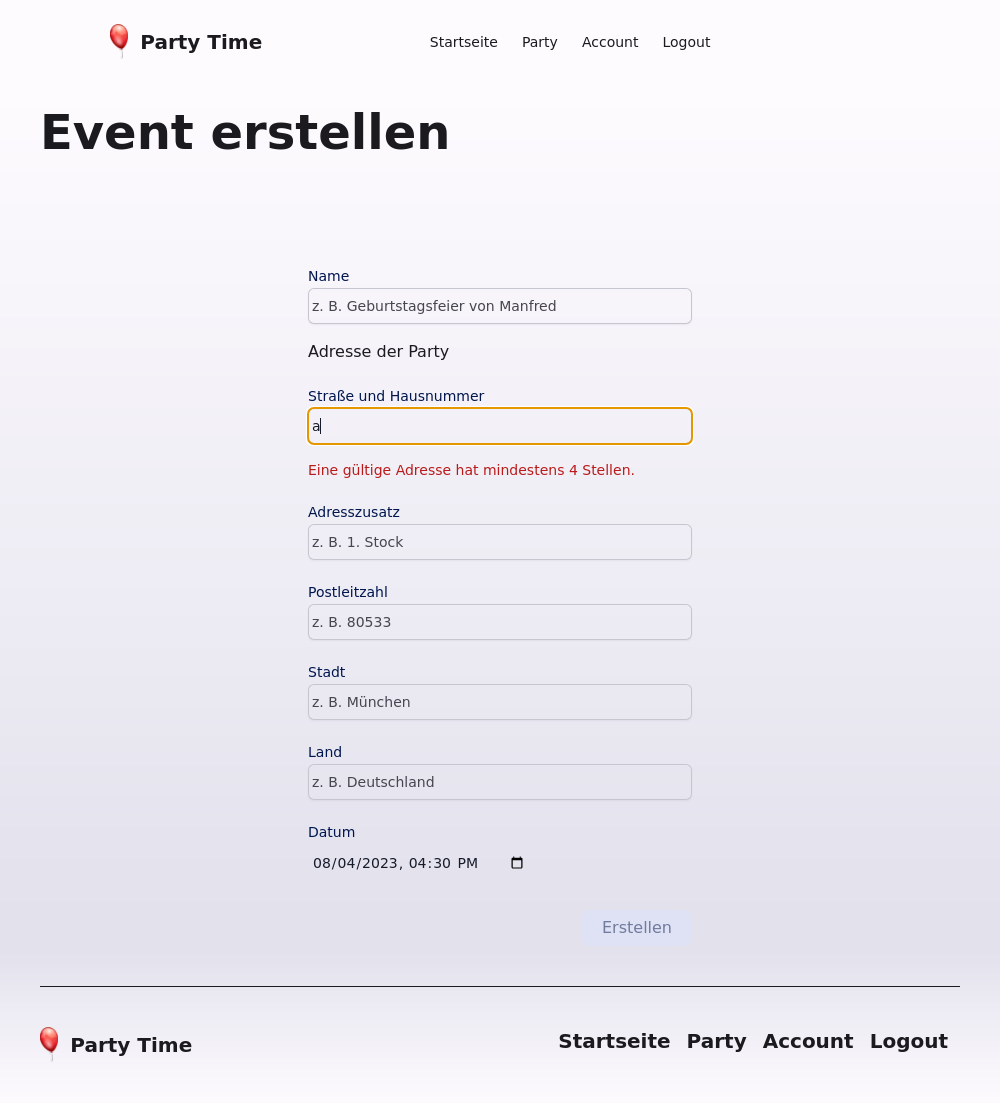 Party Time
Startseite Party Account Logout
Event erstellen
Name
z. B. Geburtstagsfeier von Manfred
Adresse der Party
Straße und Hausnummer
a
Eine gültige Adresse hat mindestens 4 Stellen.
Adresszusatz
z. B. 1. Stock
Postleitzahl
z. B. 80533
Stadt
z. B. München
Land
z. B. Deutschland
Datum
08/04/2023, 04:30 PM
Erstellen
Party Time
Startseite Party Account Logout